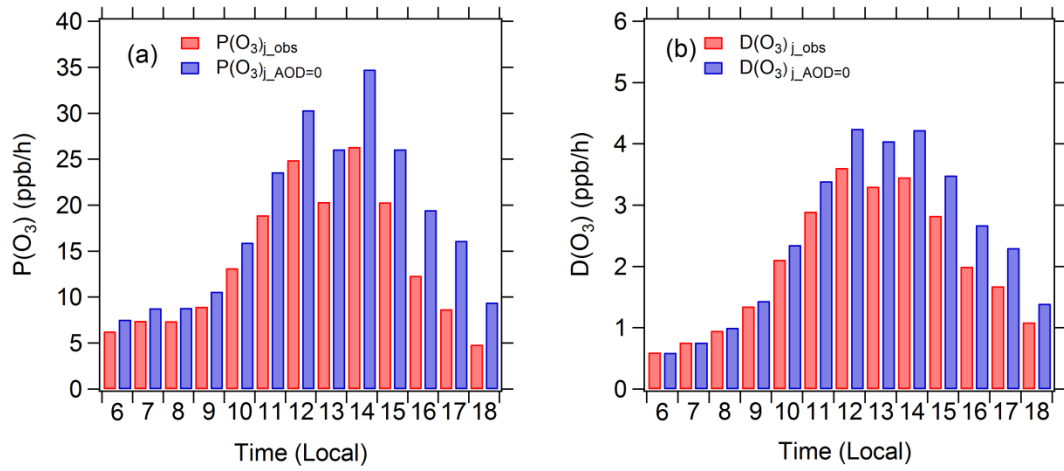 (a)
P(O3)j_obs
P(O3)j_AOD=0
P(O3) (ppb/h)
40
35
30
25
20
15
10
5
0
6 7 8 9 10 11 12 13 14 15 16 17 18
Time (Local)
(b)
D(O3)j_obs
D(O3)j_AOD=0
D(O3) (ppb/h)
6
5
4
3
2
1
0
6 7 8 9 10 11 12 13 14 15 16 17 18
Time (Local)